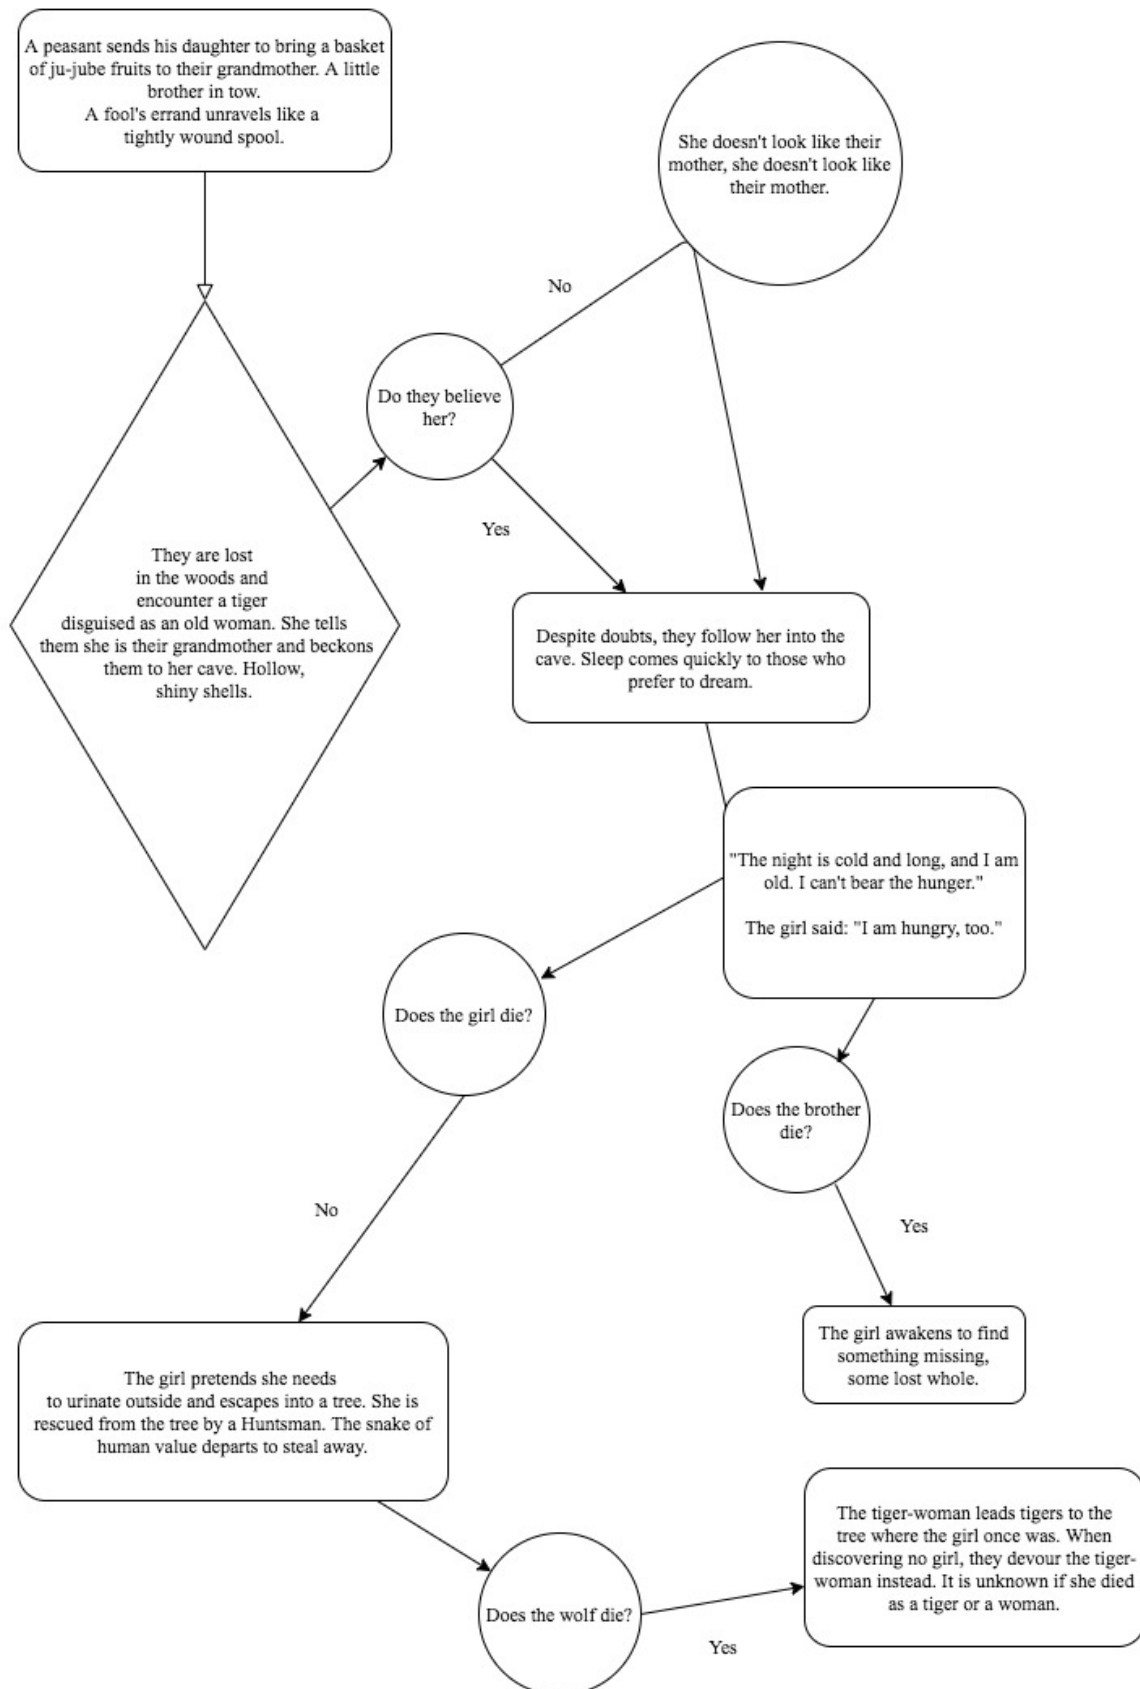 A peasant sends his daughter to bring a basket
of ju-jube fruits to their grandmother. A little
brother in tow.
A fool's errand unravels like a
tightly wound spool.
She doesn't look like their
mother, she doesn't look like
their mother.
No
Do they believe
her?
Yes
They are lost
in the woods and
encounter a tiger
disguised as an old woman. She tells
them she is their grandmother and beckons
them to her cave. Hollow,
shiny shells.
Despite doubts, they follow her into the
cave. Sleep comes quickly to those who
prefer to dream.
"The night is cold and long, and I am
old. I can't bear the hunger."
The girl said: "I am hungry, too."
Does the girl die?
Does the brother
die?
No
Yes
The girl awakens to find
something missing,
some lost whole.
The girl pretends she needs
to urinate outside and escapes into a tree. She is
rescued from the tree by a Huntsman. The snake of
human value departs to steal away.
Does the wolf die?
Yes
The tiger-woman leads tigers to the
tree where the girl once was. When
discovering no girl, they devour the tiger-
woman instead. It is unknown if she died
as a tiger or a woman.